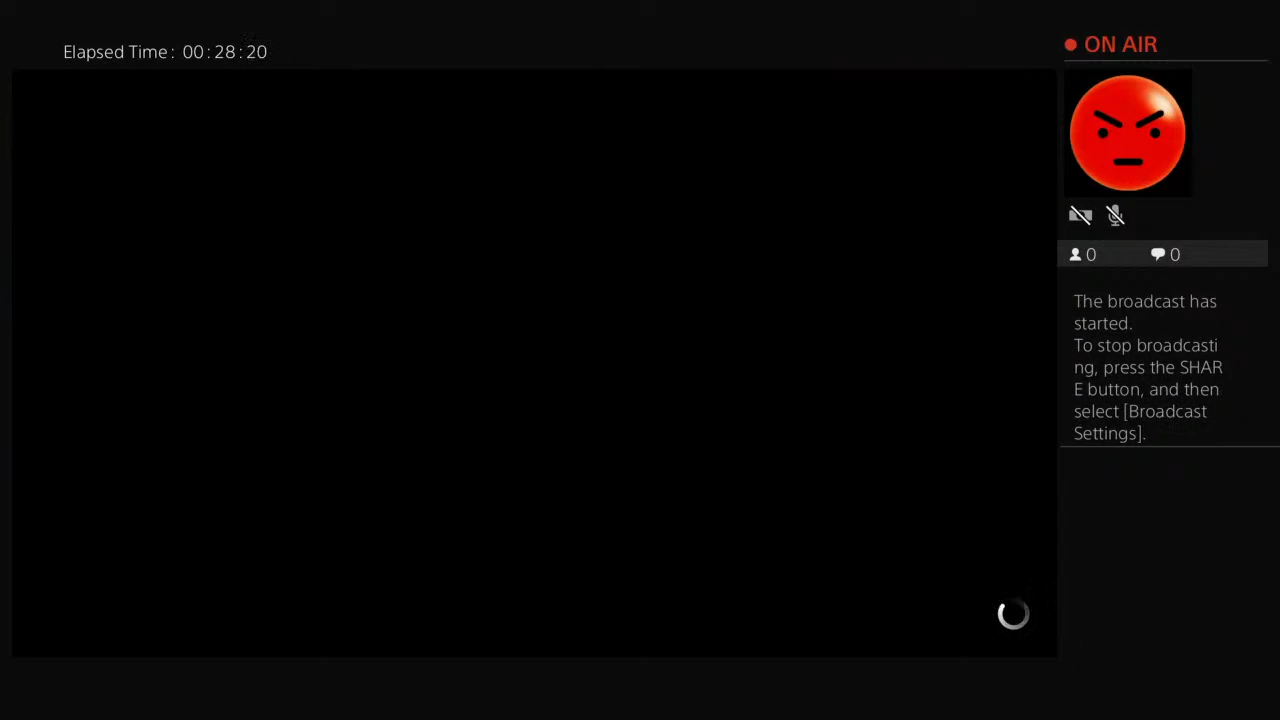 Elapsed Time: 00:28:20
ON AIR
0 0
The broadcast has
started.
To stop broadcasti
ng, press the SHAR
E button, and then
select [Broadcast
Settings].